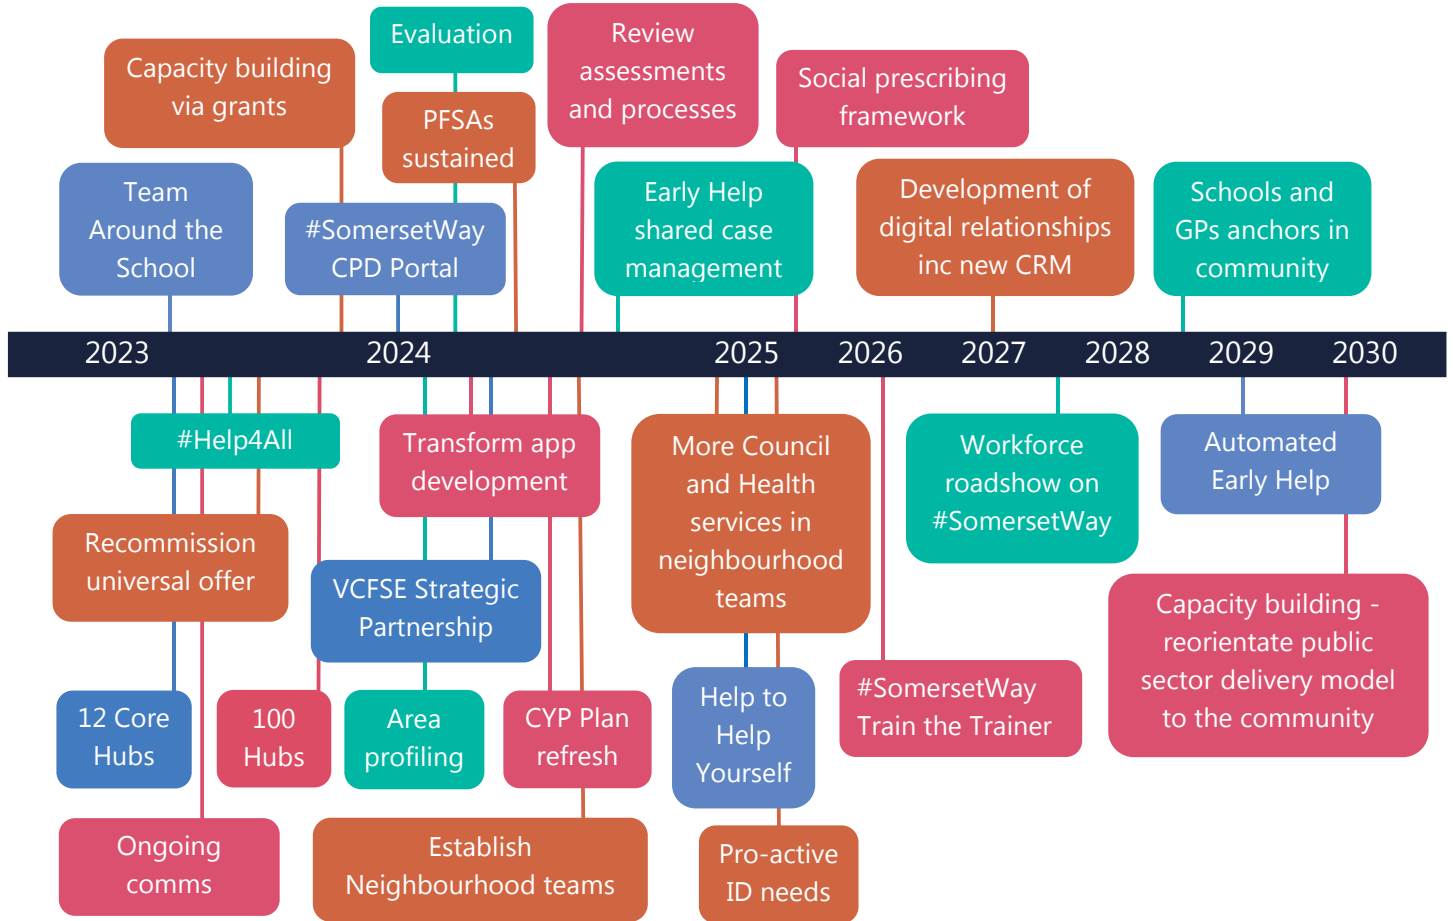 Evaluation
Review
assessments
and processes
Capacity building
via grants
Social prescribing
framework
PFSAs
sustained
Team
Around the
School
#SomersetWay
CPD Portal
Early Help
shared case
management
Development of
digital relationships
inc new CRM
Schools and
GPs anchors in
community
2023
2024
2025
2026
2027
2028
2029
2030
#Help4All
Transform app
development
More Council
and Health
services in
neighbourhood
teams
Workforce
roadshow on
#SomersetWay
Automated
Early Help
Recommission
universal offer
VCFSE Strategic
Partnership
Capacity building -
reorientate public
sector delivery model
to the community
12 Core
Hubs
100
Hubs
Area
profiling
CYP Plan
refresh
Help to
Help
Yourself
#SomersetWay
Train the Trainer
Ongoing
comms
Establish
Neighbourhood teams
Pro-active
ID needs